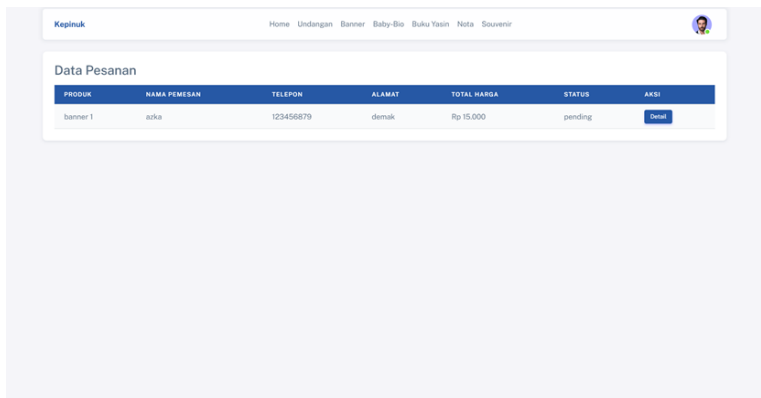 Kepinuk Home Undangan Banner Baby-Bio Buku Yasin Nota Souvenir
Data Pesanan
PRODUK NAMA PEMESAN TELEPON ALAMAT TOTAL HARGA STATUS AKSI
banner 1 azka 123456879 demak Rp 15.000 pending Detail